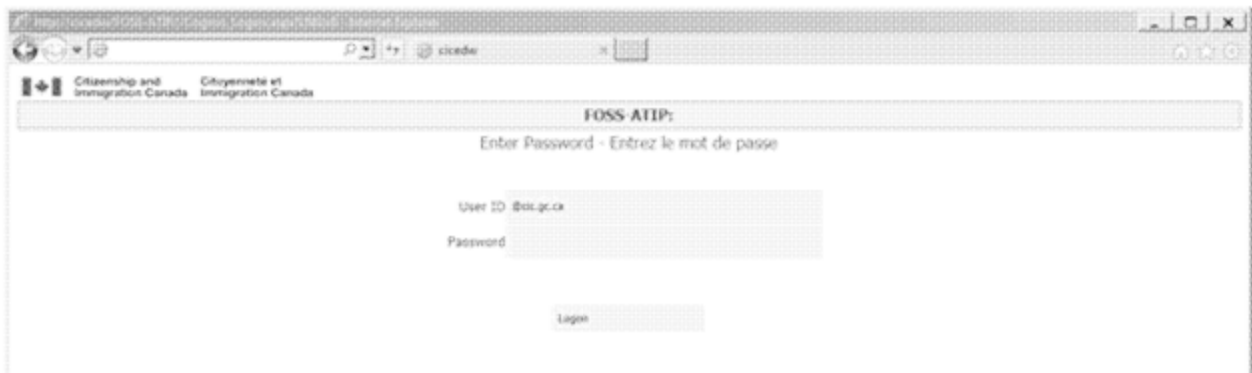 cicedw
Citizenship and Citoyenneté et
Immigration Canada Immigration Canada
FOSS-ATIP:
Enter Password - Entrez le mot de passe
User ID @cic.gc.ca
Password
Logon